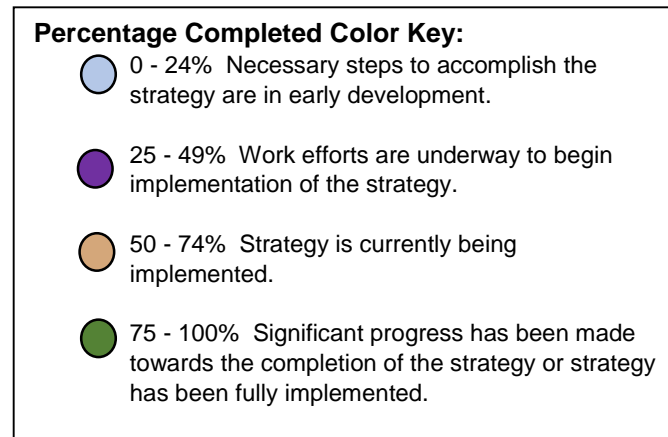 Percentage Completed Color Key:
0 - 24%  Necessary steps to accomplish the
strategy are in early development.
25 - 49%  Work efforts are underway to begin
implementation of the strategy.
50 - 74%  Strategy is currently being
implemented.
75 - 100%  Significant progress has been made
towards the completion of the strategy or strategy
has been fully implemented.